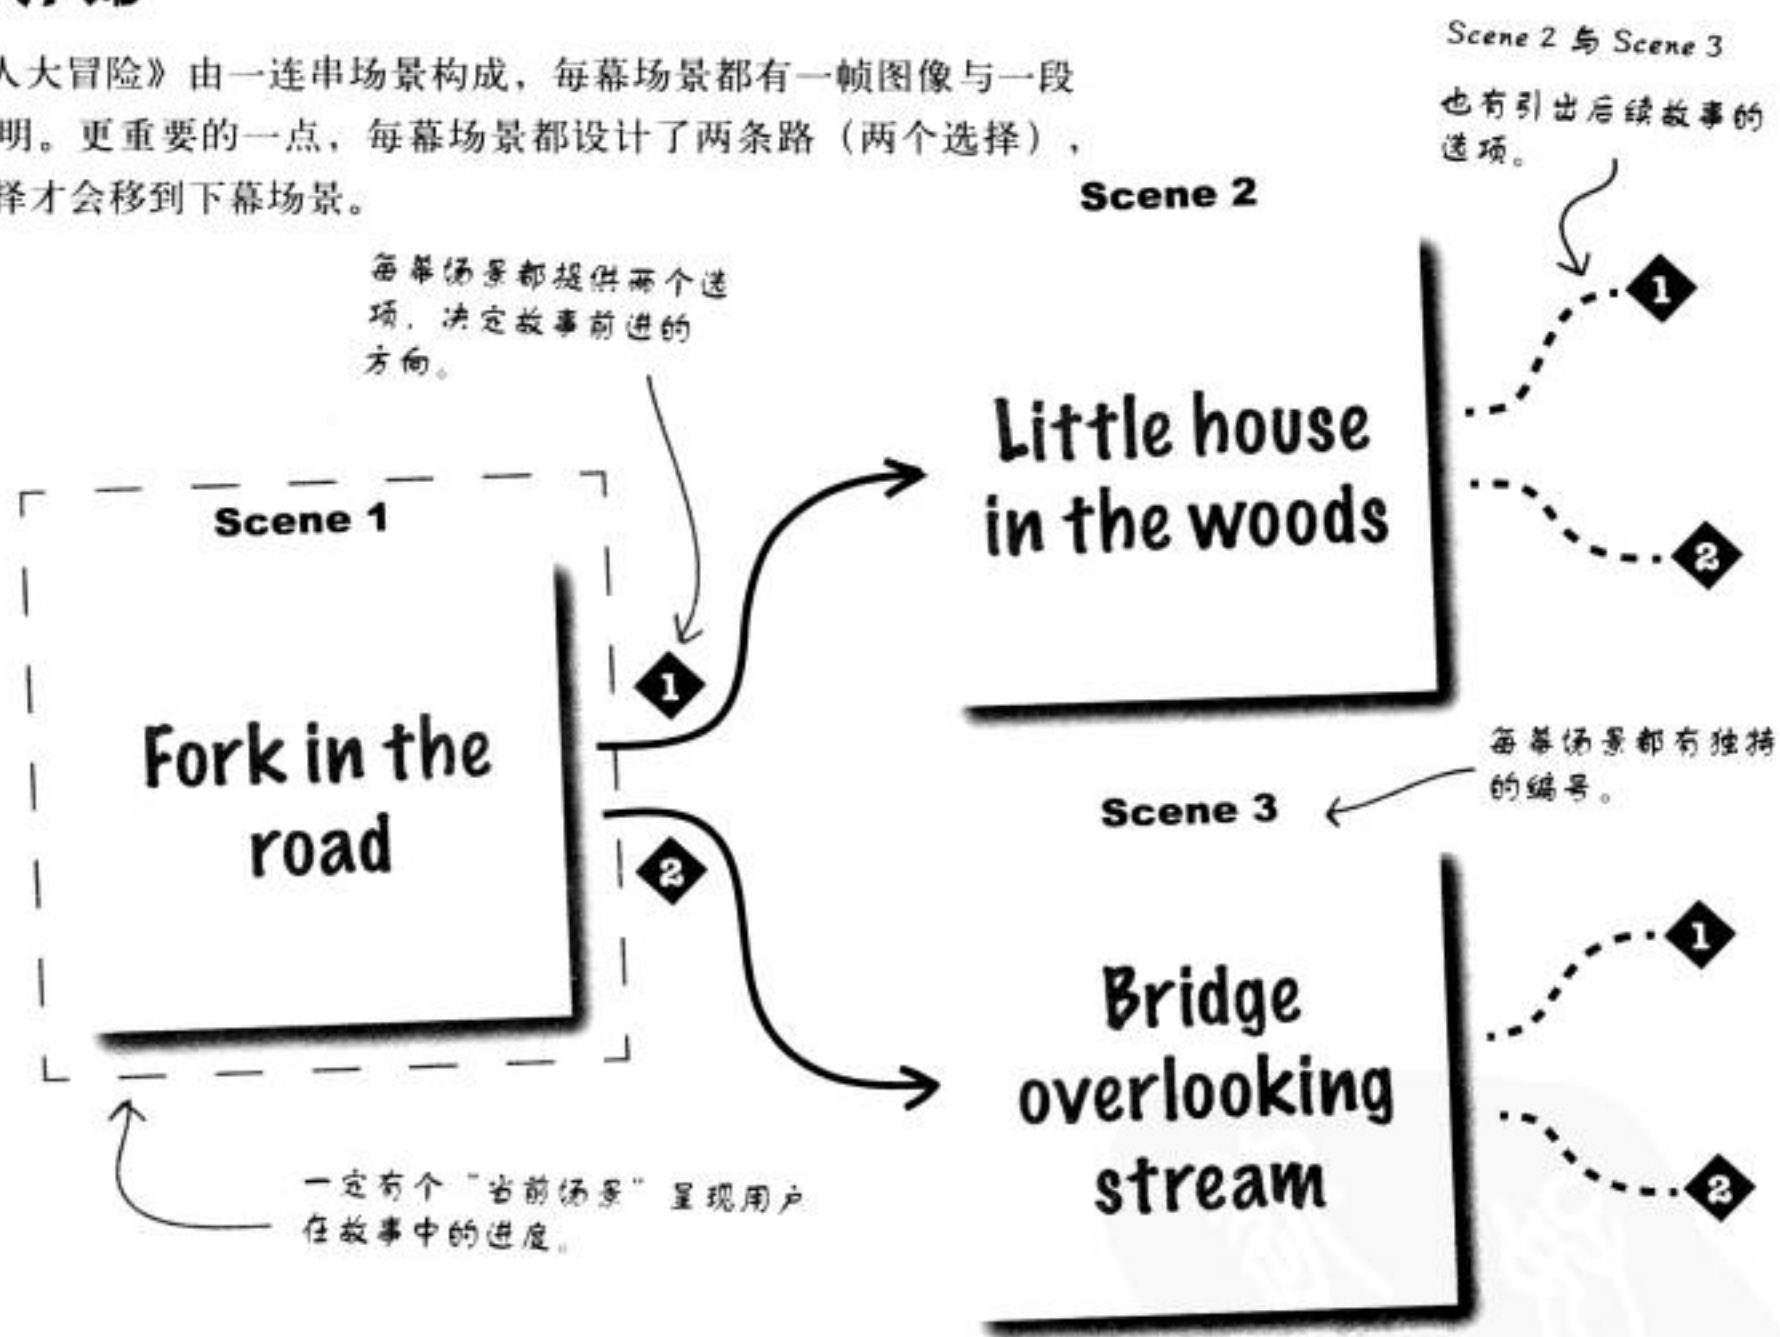 人大冒险》由一连串场景构成，每幕场景都有一帧图像与一段
明。更重要的一点，每幕场景都设计了两条路（两个选择），
择才会移到下幕场景。
Scene 2 与 Scene 3
也有引出后续故事的
选项。
每幕场景都提供两个选
项，决定故事前进的
方向。
Scene 2
Little house
in the woods
1
2
Scene 1
Fork in the
road
1
2
每幕场景都有独特
的编号。
Scene 3
Bridge
overlooking
stream
1
2
一定有个“当前场景”呈现用户
在故事中的进度。